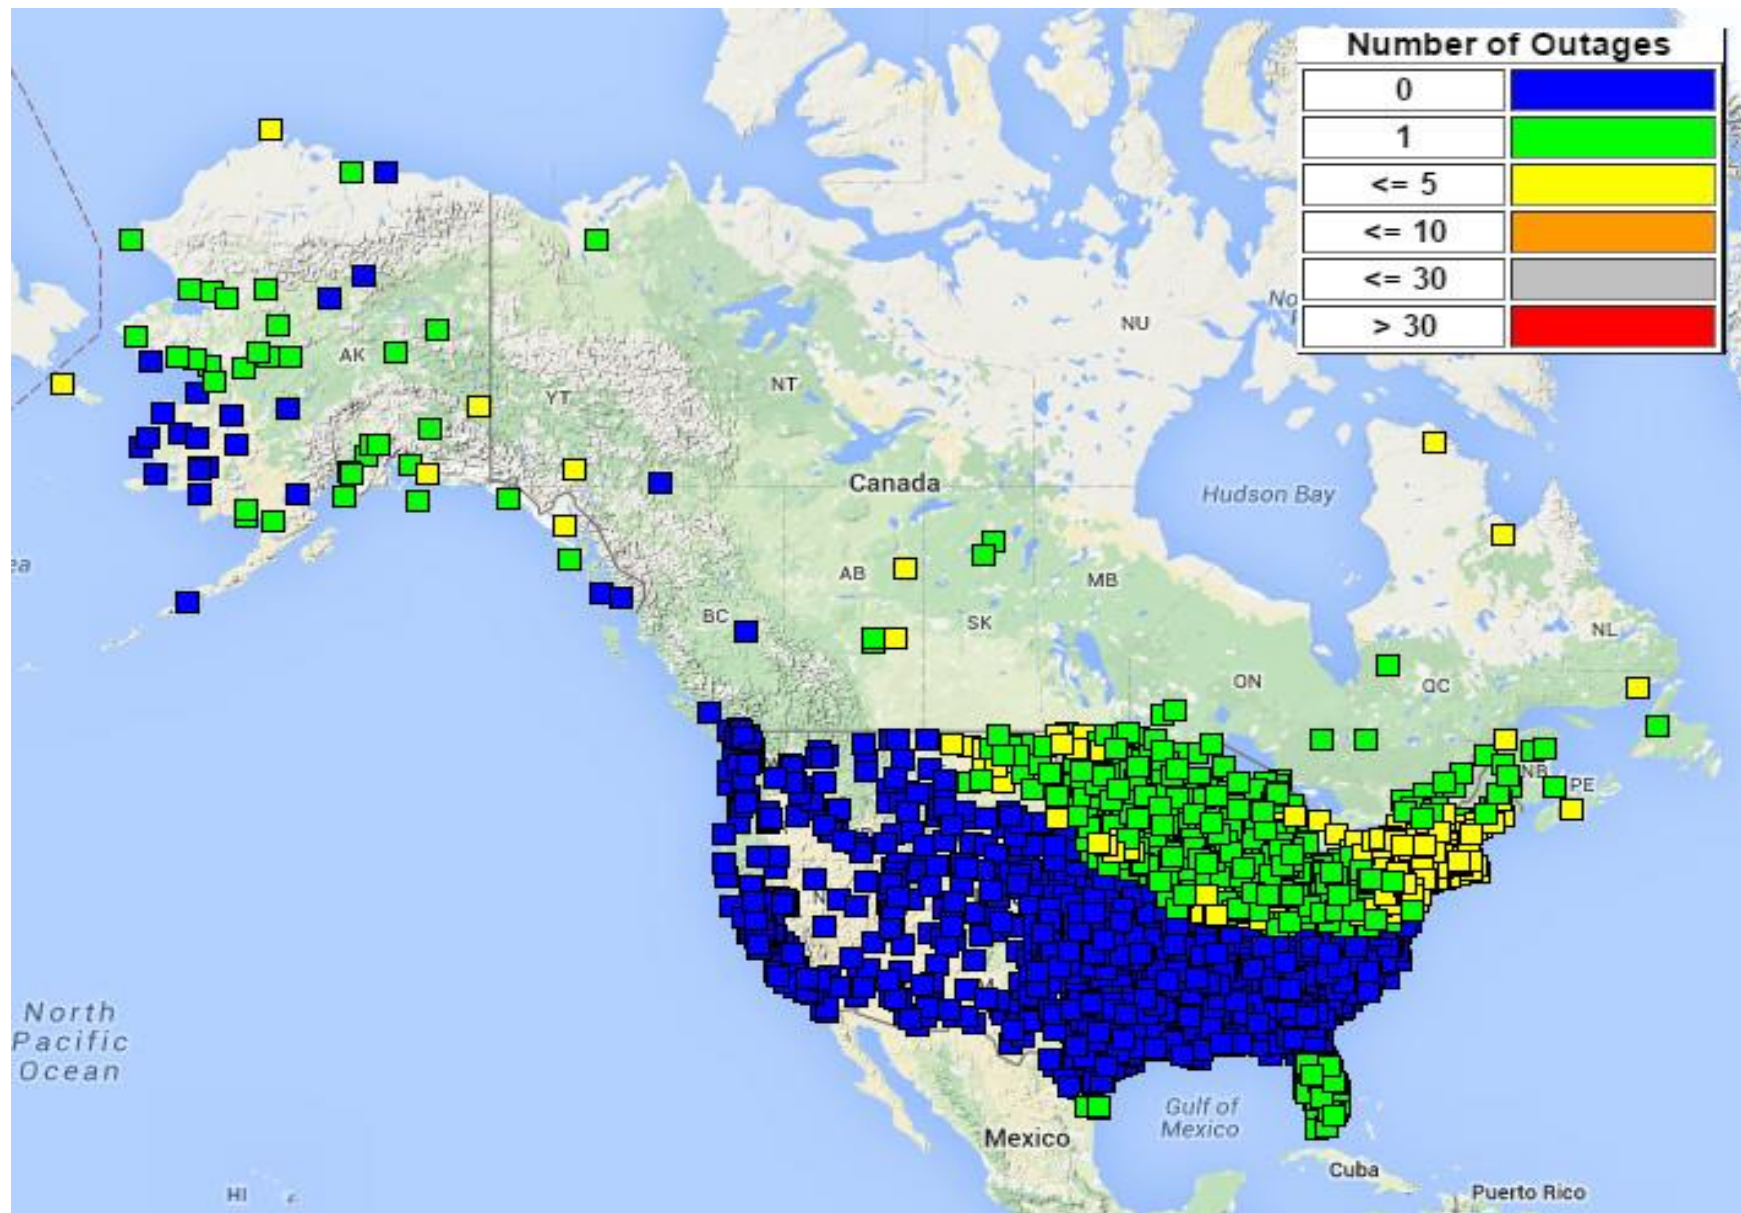 Number of Outages
0
1
<= 5
<= 10
<= 30
> 30
NU
AK
NT
YT
Canada
Hudson Bay
ea
AB
MB
BC
SK
NL
ON
QC
NB
PE
North
Pacific
Ocean
Gulf of
Mexico
Mexico
Cuba
HI
Puerto Rico